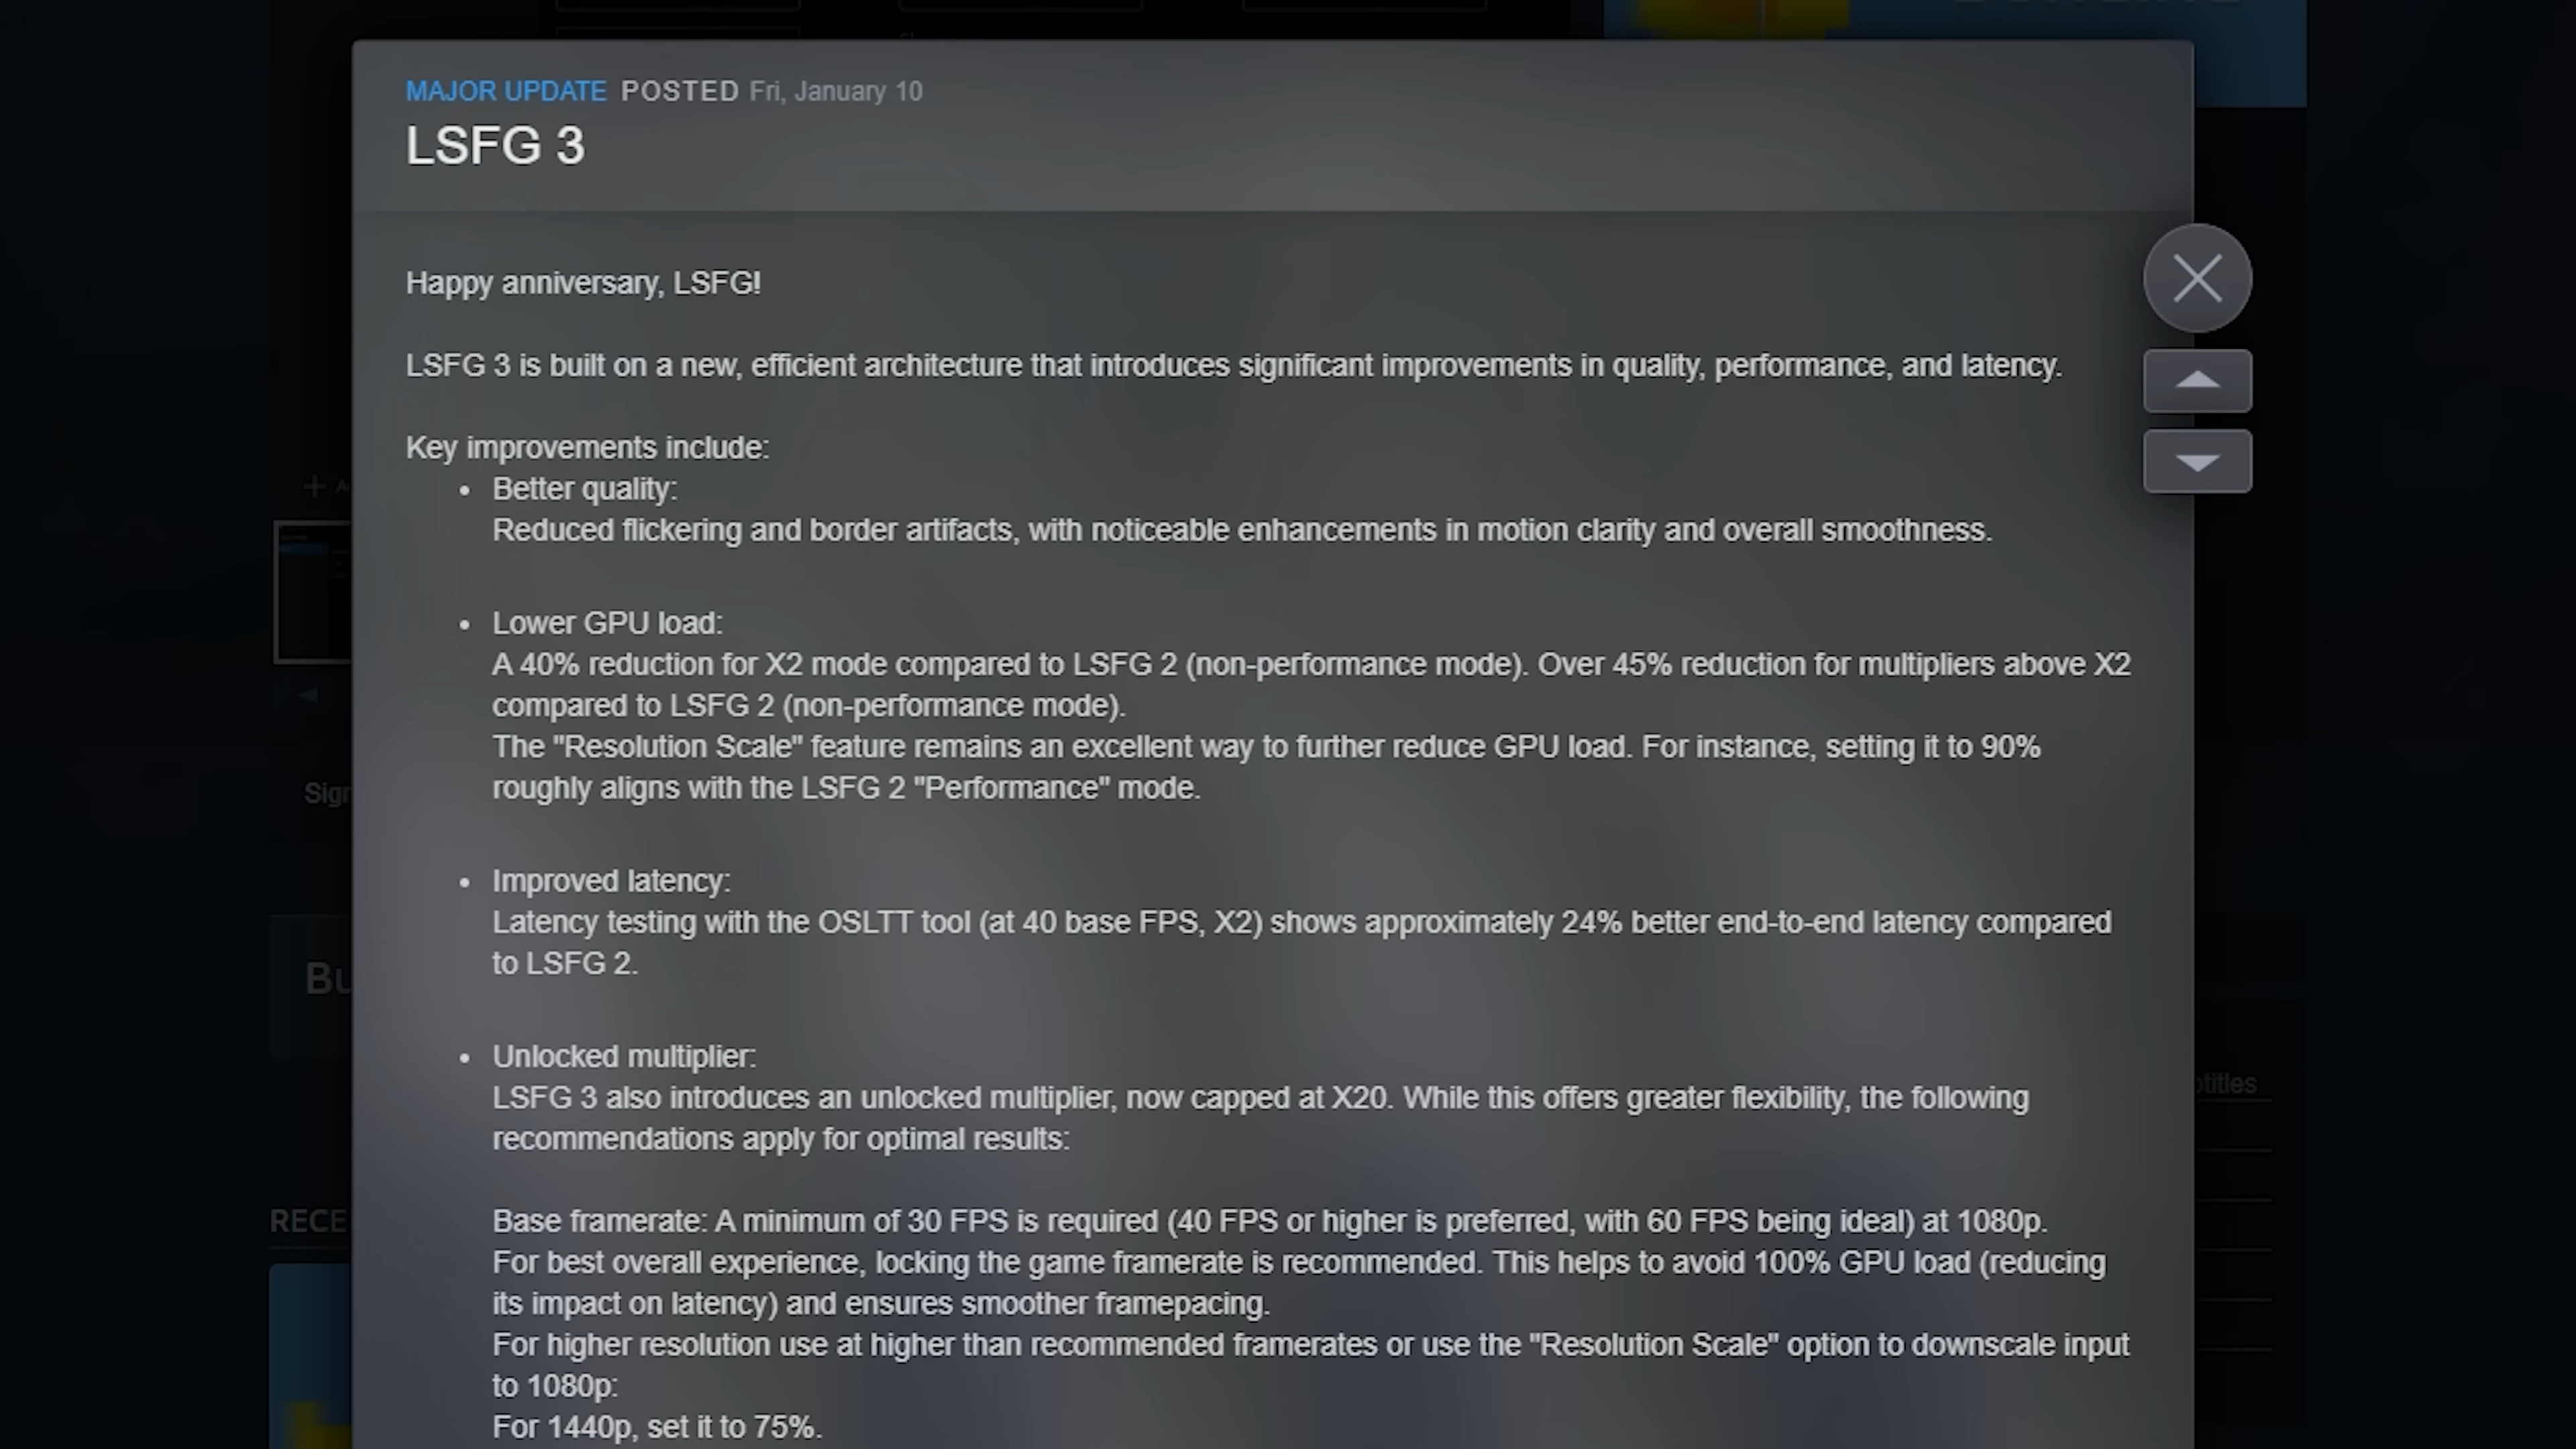 MAJOR UPDATE POSTED Fri, January 10
LSFG 3
Happy anniversary, LSFG!
LSFG 3 is built on a new, efficient architecture that introduces significant improvements in quality, performance, and latency.
Key improvements include:
• Better quality:
Reduced flickering and border artifacts, with noticeable enhancements in motion clarity and overall smoothness.
• Lower GPU load:
A 40% reduction for X2 mode compared to LSFG 2 (non-performance mode). Over 45% reduction for multipliers above X2
compared to LSFG 2 (non-performance mode).
The "Resolution Scale" feature remains an excellent way to further reduce GPU load. For instance, setting it to 90%
roughly aligns with the LSFG 2 "Performance" mode.
• Improved latency:
Latency testing with the OSLTT tool (at 40 base FPS, X2) shows approximately 24% better end-to-end latency compared
to LSFG 2.
• Unlocked multiplier:
LSFG 3 also introduces an unlocked multiplier, now capped at X20. While this offers greater flexibility, the following
recommendations apply for optimal results:
Base framerate: A minimum of 30 FPS is required (40 FPS or higher is preferred, with 60 FPS being ideal) at 1080p.
For best overall experience, locking the game framerate is recommended. This helps to avoid 100% GPU load (reducing
its impact on latency) and ensures smoother framepacing.
For higher resolution use at higher than recommended framerates or use the "Resolution Scale" option to downscale input
to 1080p:
For 1440p, set it to 75%.
Sigr
Bu
RECE